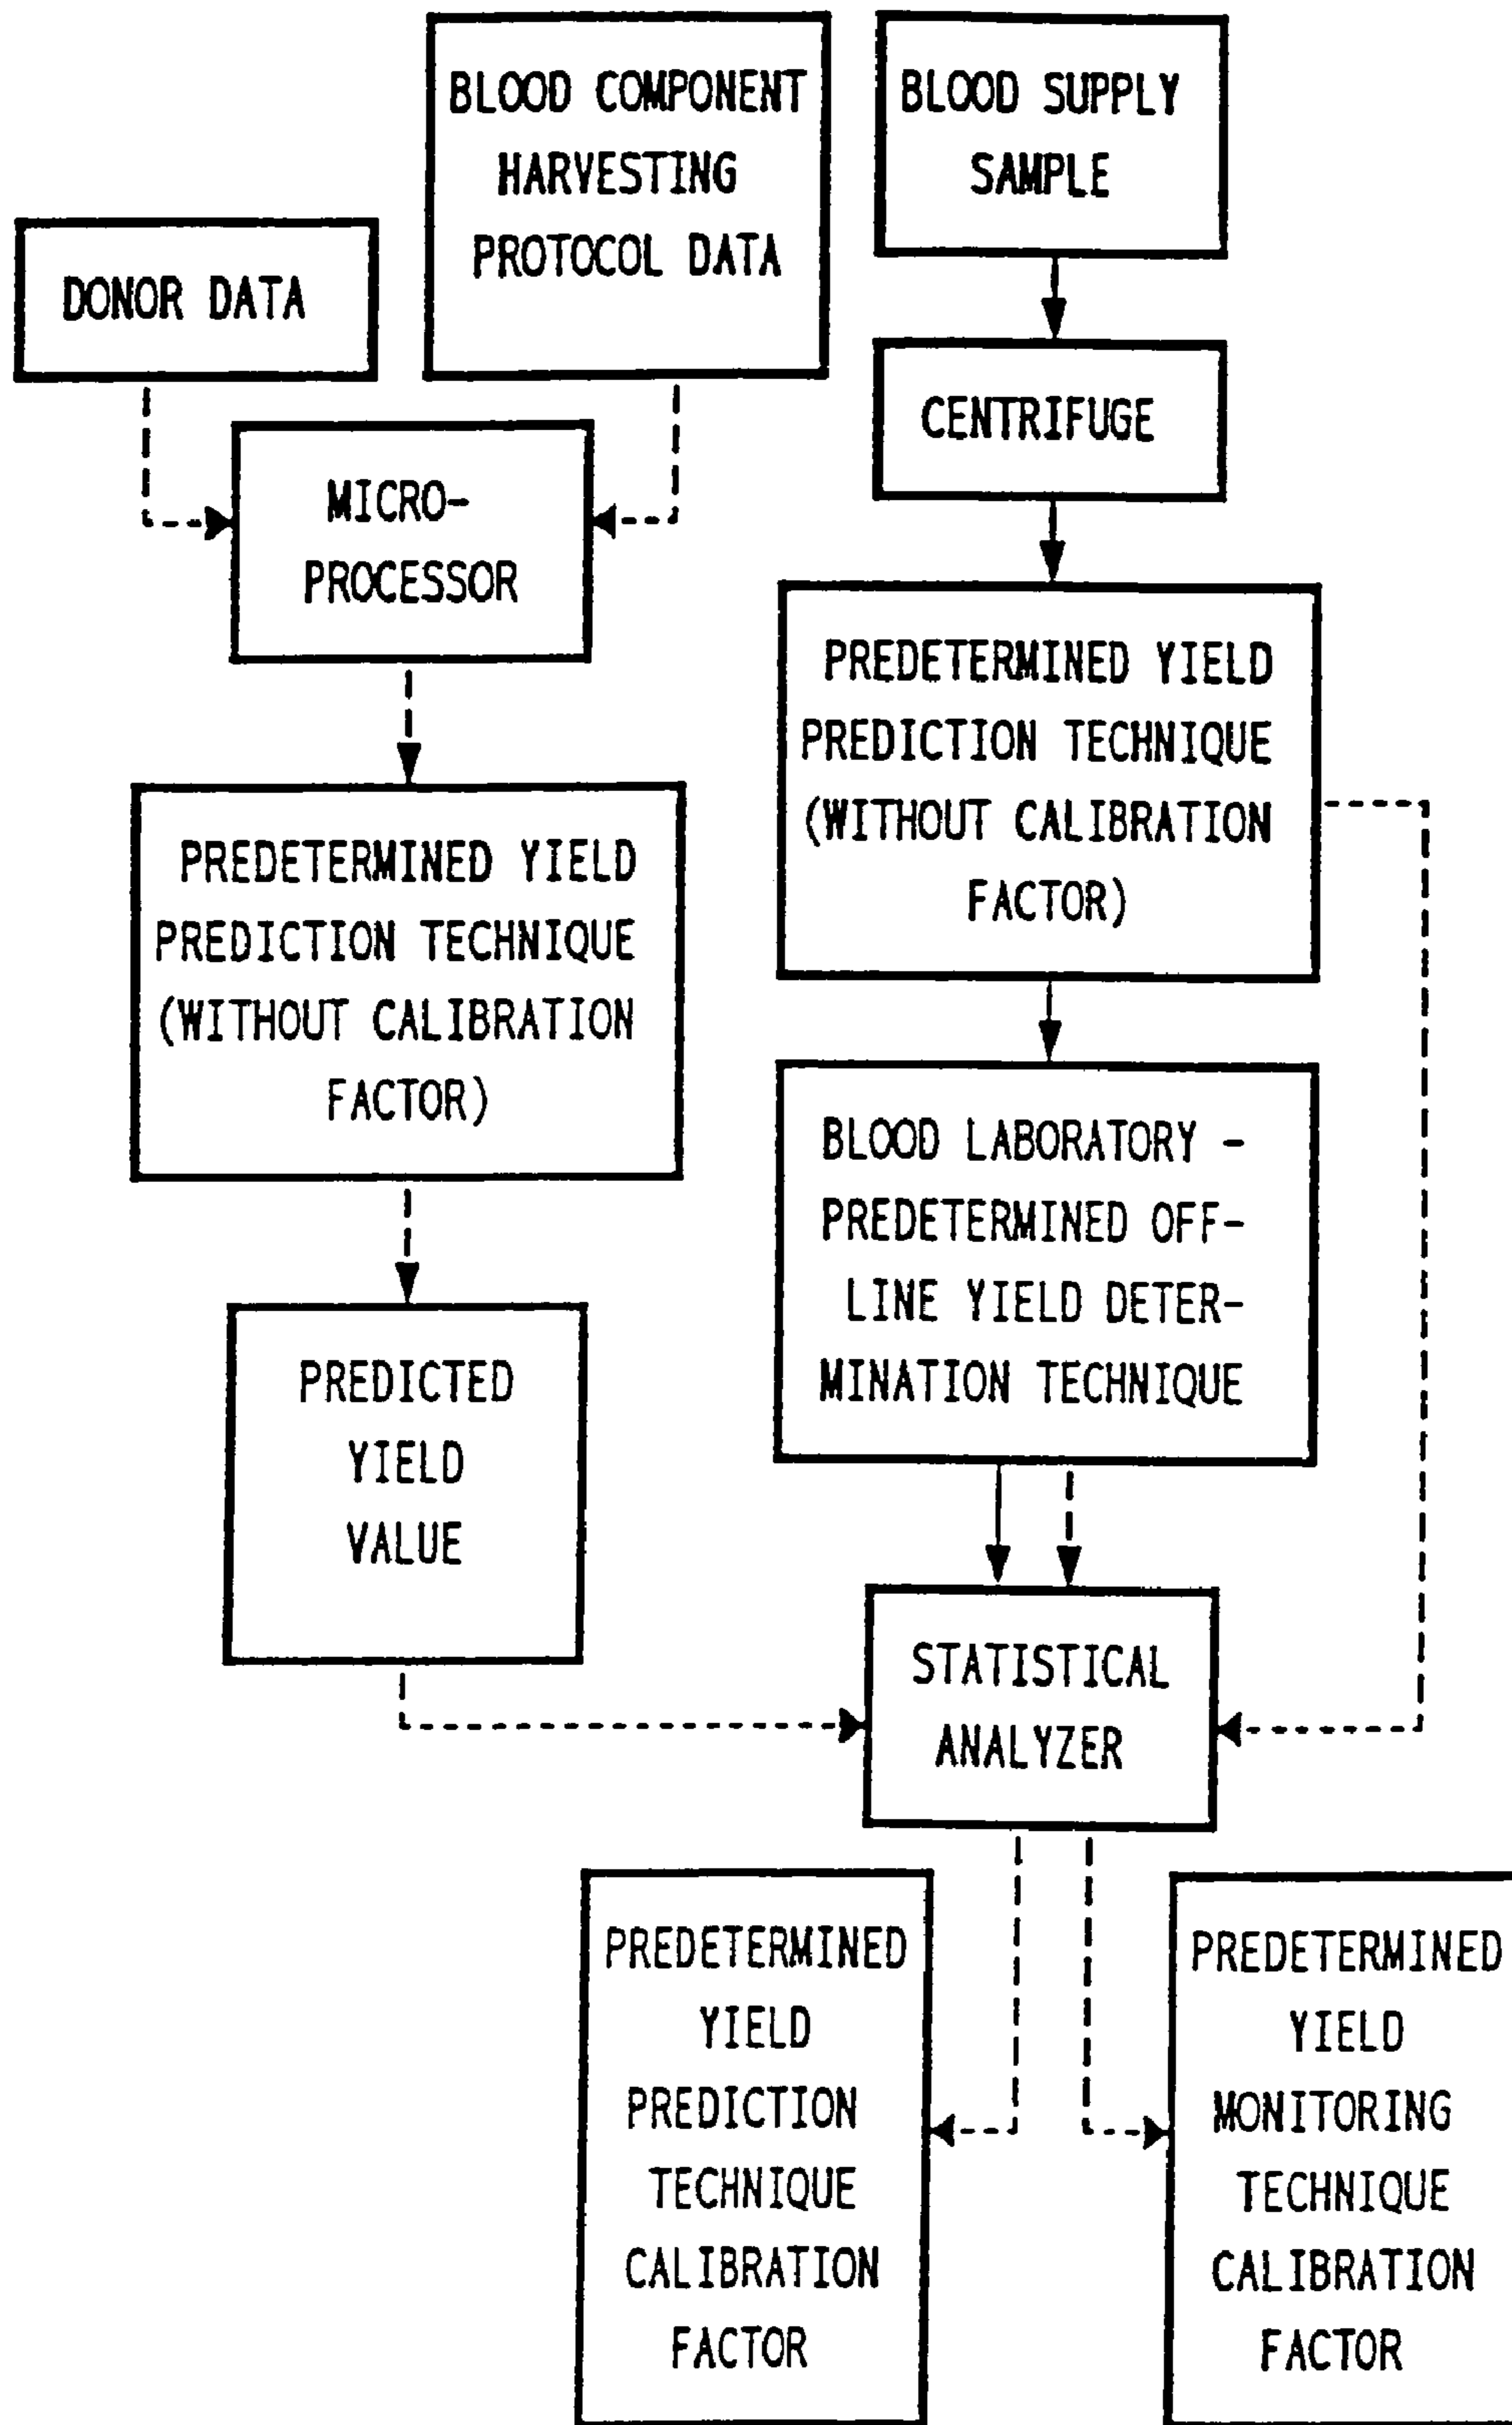 DONOR DATA
BLOOD COMPONENT
HARVESTING
PROTOCOL DATA
BLOOD SUPPLY
SAMPLE
CENTRIFUGE
MICRO-
PROCESSOR
PREDETERMINED YIELD
PREDICTION TECHNIQUE
(WITHOUT CALIBRATION
FACTOR)
PREDETERMINED YIELD
PREDICTION TECHNIQUE
(WITHOUT CALIBRATION
FACTOR)
BLOOD LABORATORY -
PREDETERMINED OFF-
LINE YIELD DETER-
MINATION TECHNIQUE
PREDICTED
YIELD
VALUE
STATISTICAL
ANALYZER
PREDETERMINED
YIELD
PREDICTION
TECHNIQUE
CALIBRATION
FACTOR
PREDETERMINED
YIELD
MONITORING
TECHNIQUE
CALIBRATION
FACTOR